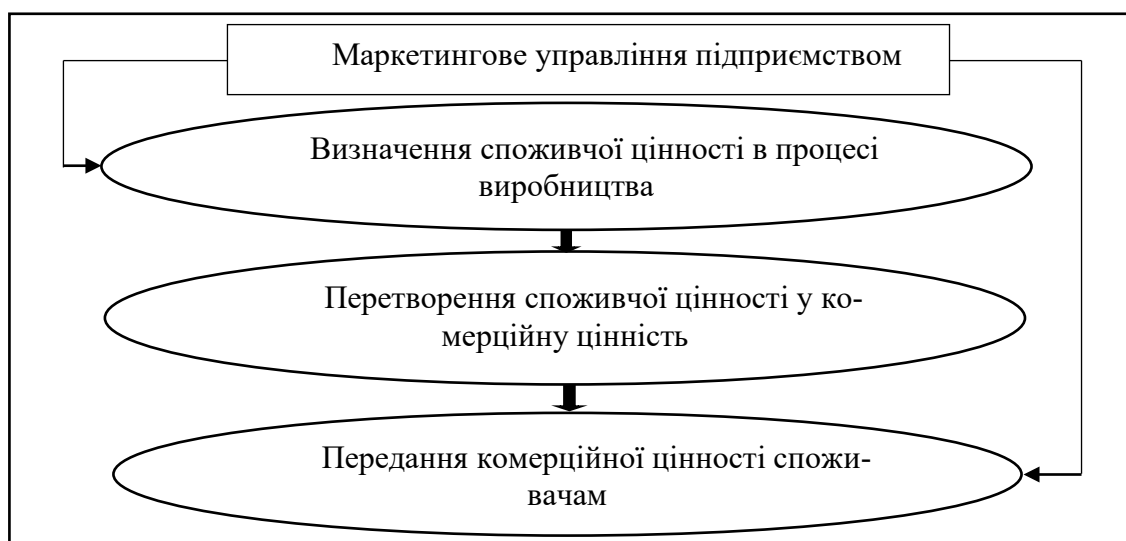 Маркетингове управління підприємством
Визначення споживчої цінності в процесі
виробництва
Перетворення споживчої цінності у ко-
мерційну цінність
Передання комерційної цінності спожи-
вачам